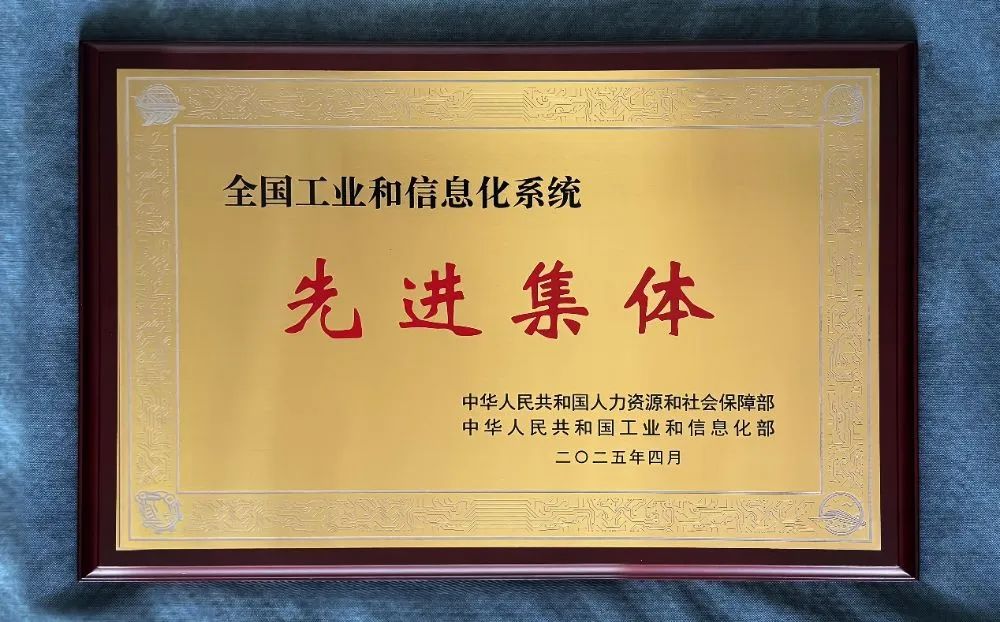 全国工业和信息化系统
先进集体
中华人民共和国人力资源和社会保障部
中华人民共和国工业和信息化部
二〇二五年四月